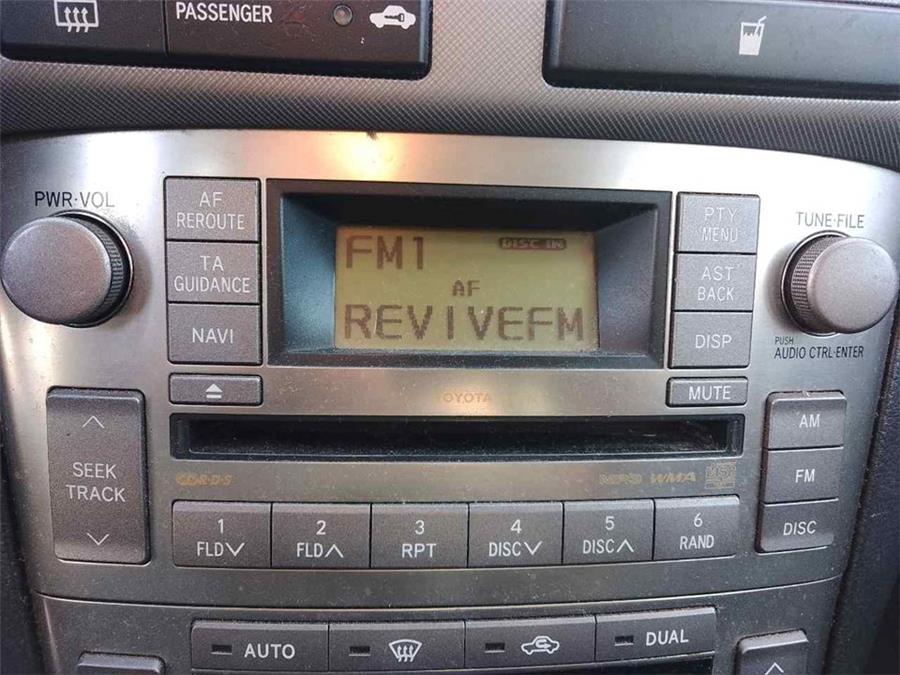 PASSENGER
PWR·VOL
AF
REROUTE
TA
GUIDANCE
NAVI
FM1
DISC IN
AF
REVIVEFM
PTY
MENU
AST
BACK
DISP
TUNE·FILE
PUSH
AUDIO CTRL·ENTER
MUTE
TOYOTA
SEEK
TRACK
MP3 WMA
1
FLD
2
FLD
3
RPT
4
DISC
5
DISC
6
RAND
AM
FM
DISC
AUTO
DUAL